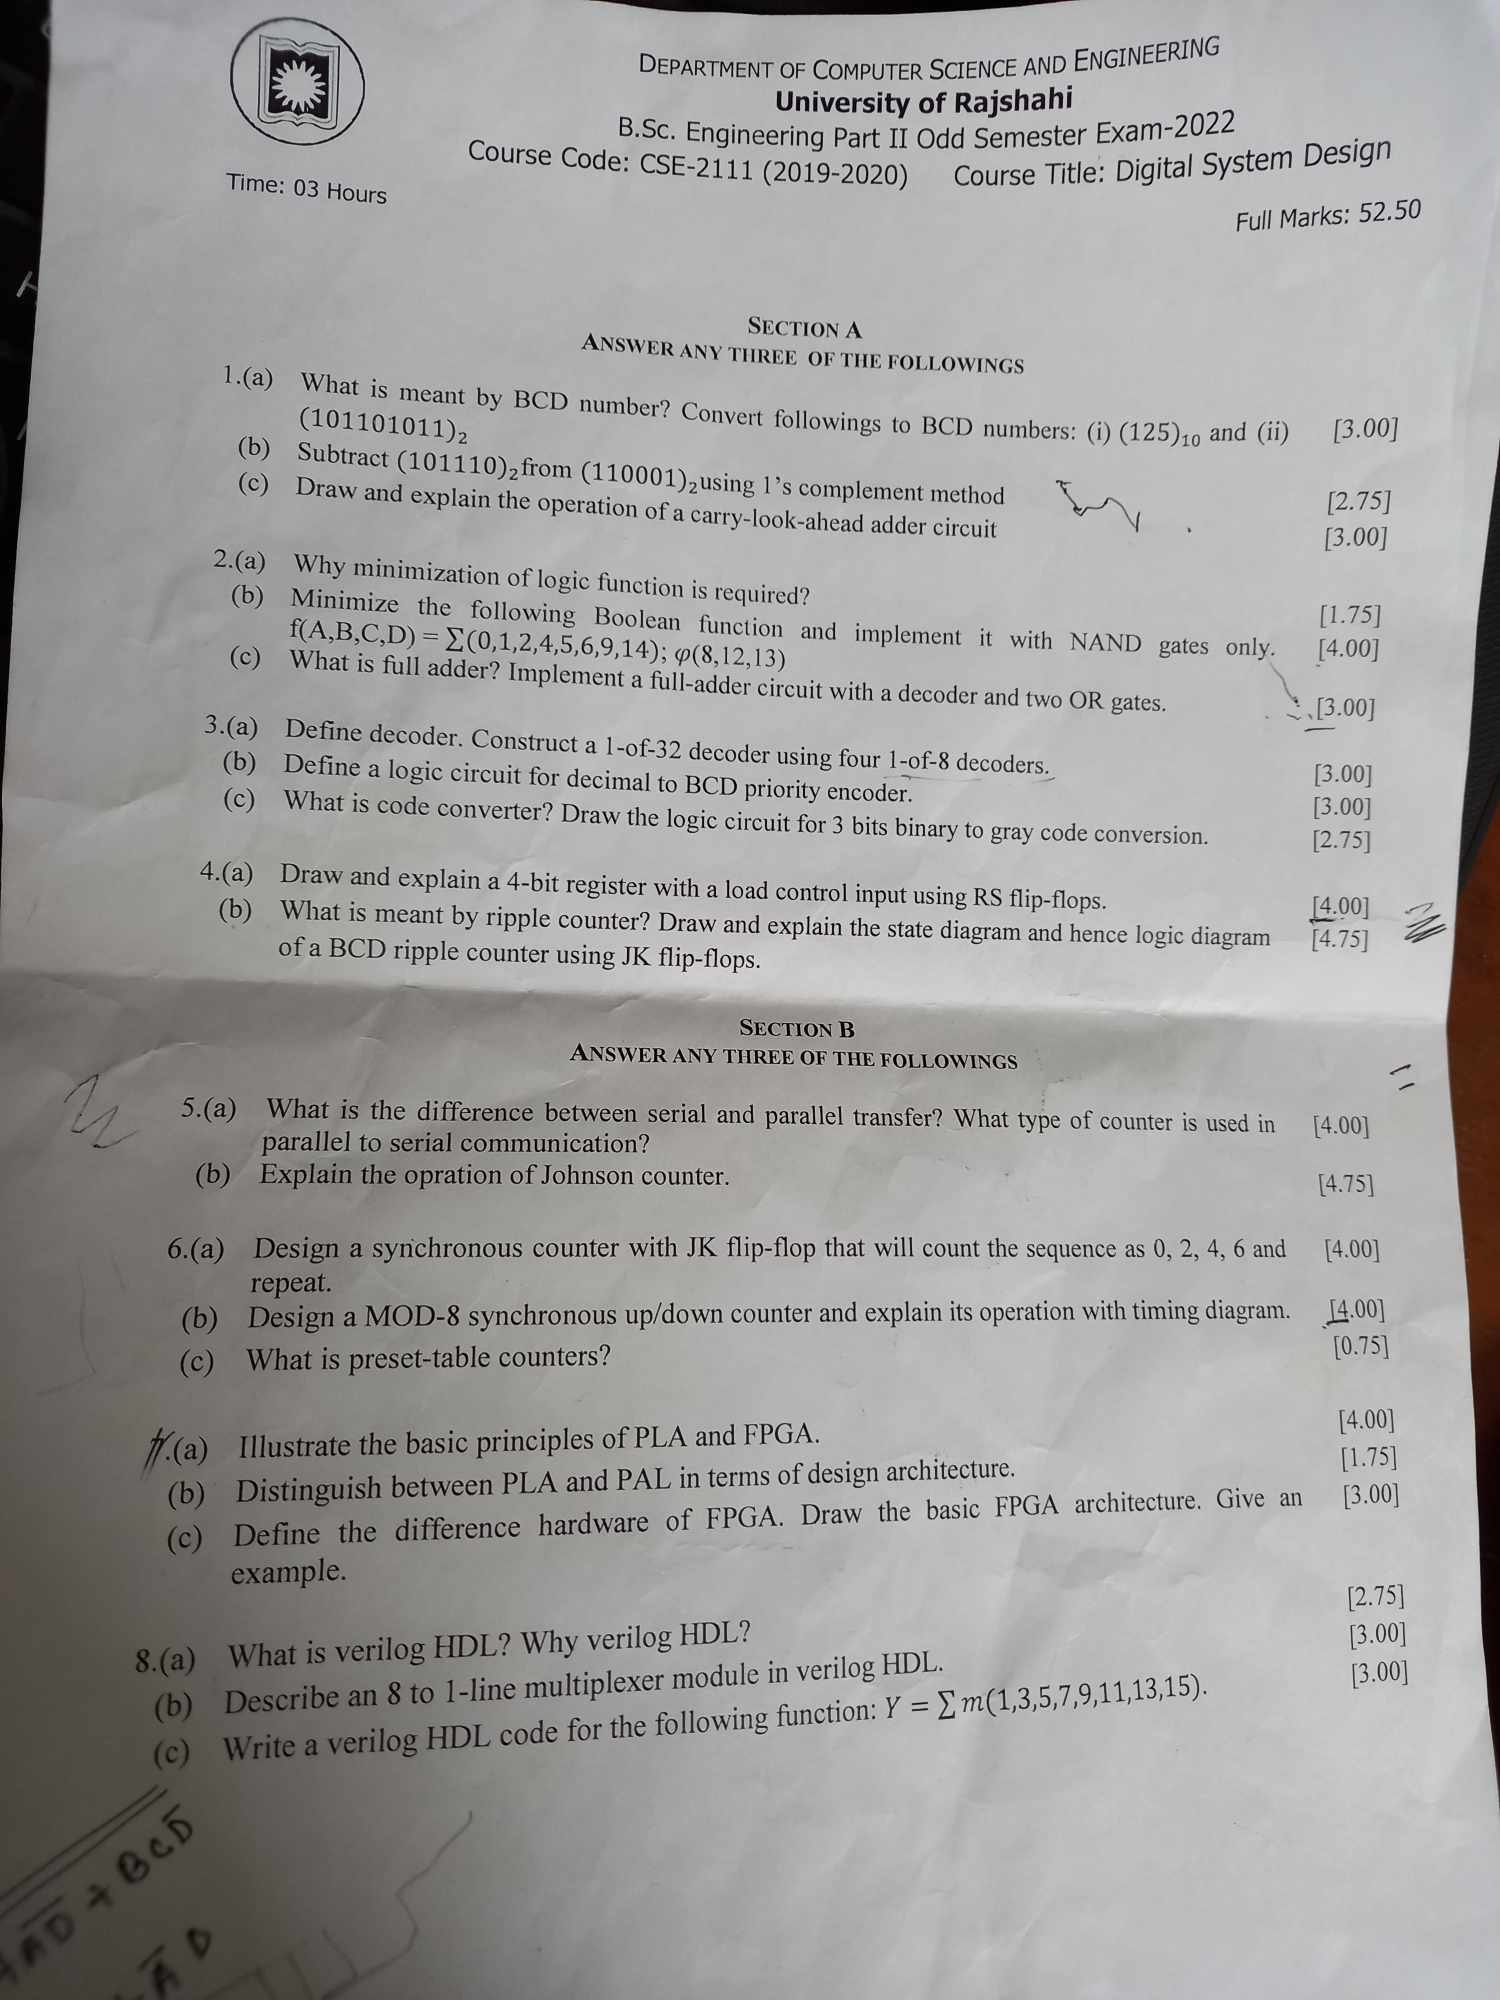 DEPARTMENT OF COMPUTER SCIENCE AND ENGINEERING
University of Rajshahi
B.Sc. Engineering Part II Odd Semester Exam-2022
Course Code: CSE-2111 (2019-2020) Course Title: Digital System Design
Time: 03 Hours
Full Marks: 52.50
SECTION A
ANSWER ANY THREE OF THE FOLLOWINGS
1.(a) What is meant by BCD number? Convert followings to BCD numbers: (i) (125)₁₀ and (ii) [3.00]
(101101011)₂
(b) Subtract (101110)₂from (110001)₂using 1's complement method [2.75]
(c) Draw and explain the operation of a carry-look-ahead adder circuit [3.00]
2.(a) Why minimization of logic function is required? [1.75]
(b) Minimize the following Boolean function and implement it with NAND gates only. [4.00]
f(A,B,C,D) = ∑(0,1,2,4,5,6,9,14); φ(8,12,13)
(c) What is full adder? Implement a full-adder circuit with a decoder and two OR gates. [3.00]
3.(a) Define decoder. Construct a 1-of-32 decoder using four 1-of-8 decoders. [3.00]
(b) Define a logic circuit for decimal to BCD priority encoder. [3.00]
(c) What is code converter? Draw the logic circuit for 3 bits binary to gray code conversion. [2.75]
4.(a) Draw and explain a 4-bit register with a load control input using RS flip-flops. [4.00]
(b) What is meant by ripple counter? Draw and explain the state diagram and hence logic diagram [4.75]
of a BCD ripple counter using JK flip-flops.
SECTION B
ANSWER ANY THREE OF THE FOLLOWINGS
5.(a) What is the difference between serial and parallel transfer? What type of counter is used in [4.00]
parallel to serial communication?
(b) Explain the opration of Johnson counter. [4.75]
6.(a) Design a synchronous counter with JK flip-flop that will count the sequence as 0, 2, 4, 6 and [4.00]
repeat.
(b) Design a MOD-8 synchronous up/down counter and explain its operation with timing diagram. [4.00]
(c) What is preset-table counters? [0.75]
.(a) Illustrate the basic principles of PLA and FPGA. [4.00]
(b) Distinguish between PLA and PAL in terms of design architecture. [1.75]
(c) Define the difference hardware of FPGA. Draw the basic FPGA architecture. Give an [3.00]
example.
8.(a) What is verilog HDL? Why verilog HDL? [2.75]
(b) Describe an 8 to 1-line multiplexer module in verilog HDL. [3.00]
(c) Write a verilog HDL code for the following function: Y = ∑ m(1,3,5,7,9,11,13,15). [3.00]